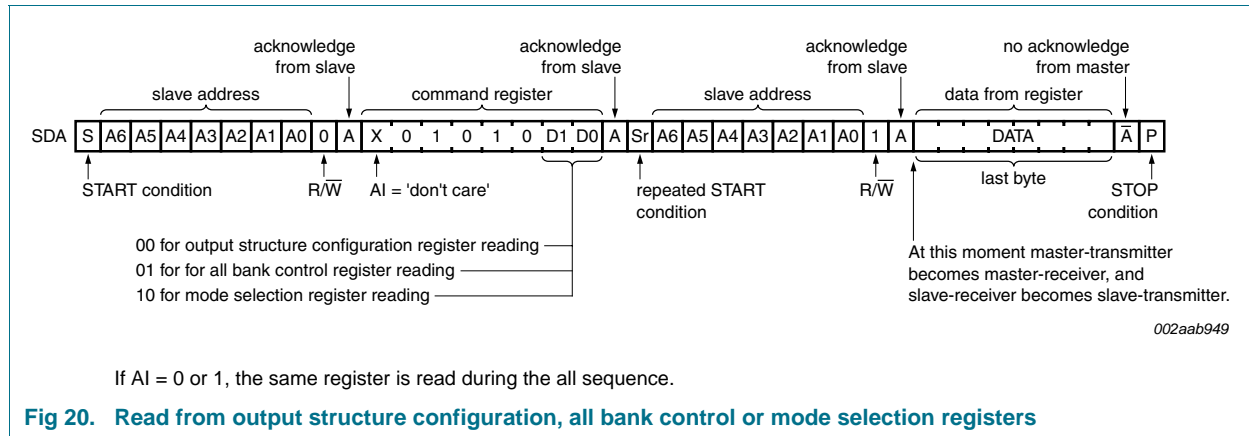 acknowledge from slave
acknowledge from slave
acknowledge from slave
no acknowledge from master
slave address
command register
slave address
data from register
SDA S A6 A5 A4 A3 A2 A1 A0 0 A X 0 1 0 1 0 D1 D0 A Sr A6 A5 A4 A3 A2 A1 A0 1 A DATA A̅ P
START condition
R/W̅
AI = 'don't care'
repeated START
condition
R/W̅
last byte
STOP
condition
00 for output structure configuration register reading
01 for for all bank control register reading
10 for mode selection register reading
At this moment master-transmitter
becomes master-receiver, and
slave-receiver becomes slave-transmitter.
002aab949
If AI = 0 or 1, the same register is read during the all sequence.
Fig 20. Read from output structure configuration, all bank control or mode selection registers